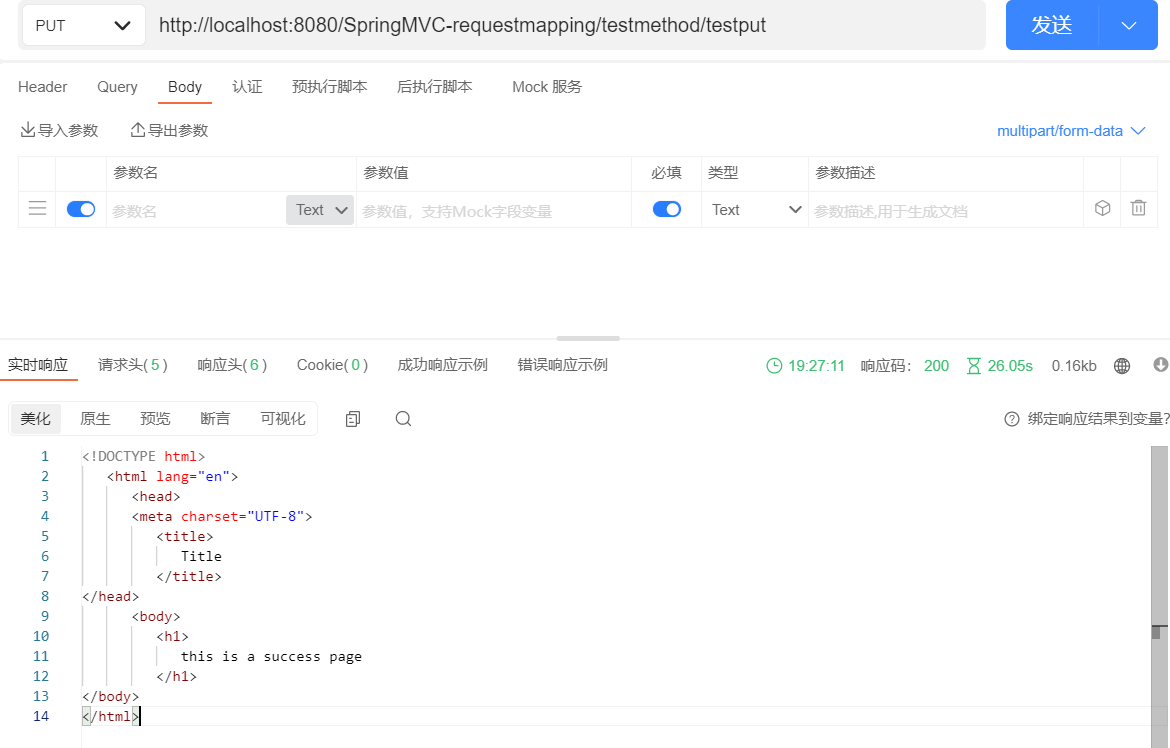 PUT http://localhost:8080/SpringMVC-requestmapping/testmethod/testput 发送
Header Query Body 认证 预执行脚本 后执行脚本 Mock 服务
导入参数 导出参数 multipart/form-data
参数名 参数值 必填 类型 参数描述
参数名 Text 参数值，支持Mock字段变量 Text 参数描述,用于生成文档
实时响应 请求头(5) 响应头(6) Cookie(0) 成功响应示例 错误响应示例 19:27:11 响应码： 200 26.05s 0.16kb
美化 原生 预览 断言 可视化 绑定响应结果到变量?
1 <!DOCTYPE html>
2 <html lang="en">
3 <head>
4 <meta charset="UTF-8">
5 <title>
6 Title
7 </title>
8 </head>
9 <body>
10 <h1>
11 this is a success page
12 </h1>
13 </body>
14 </html>